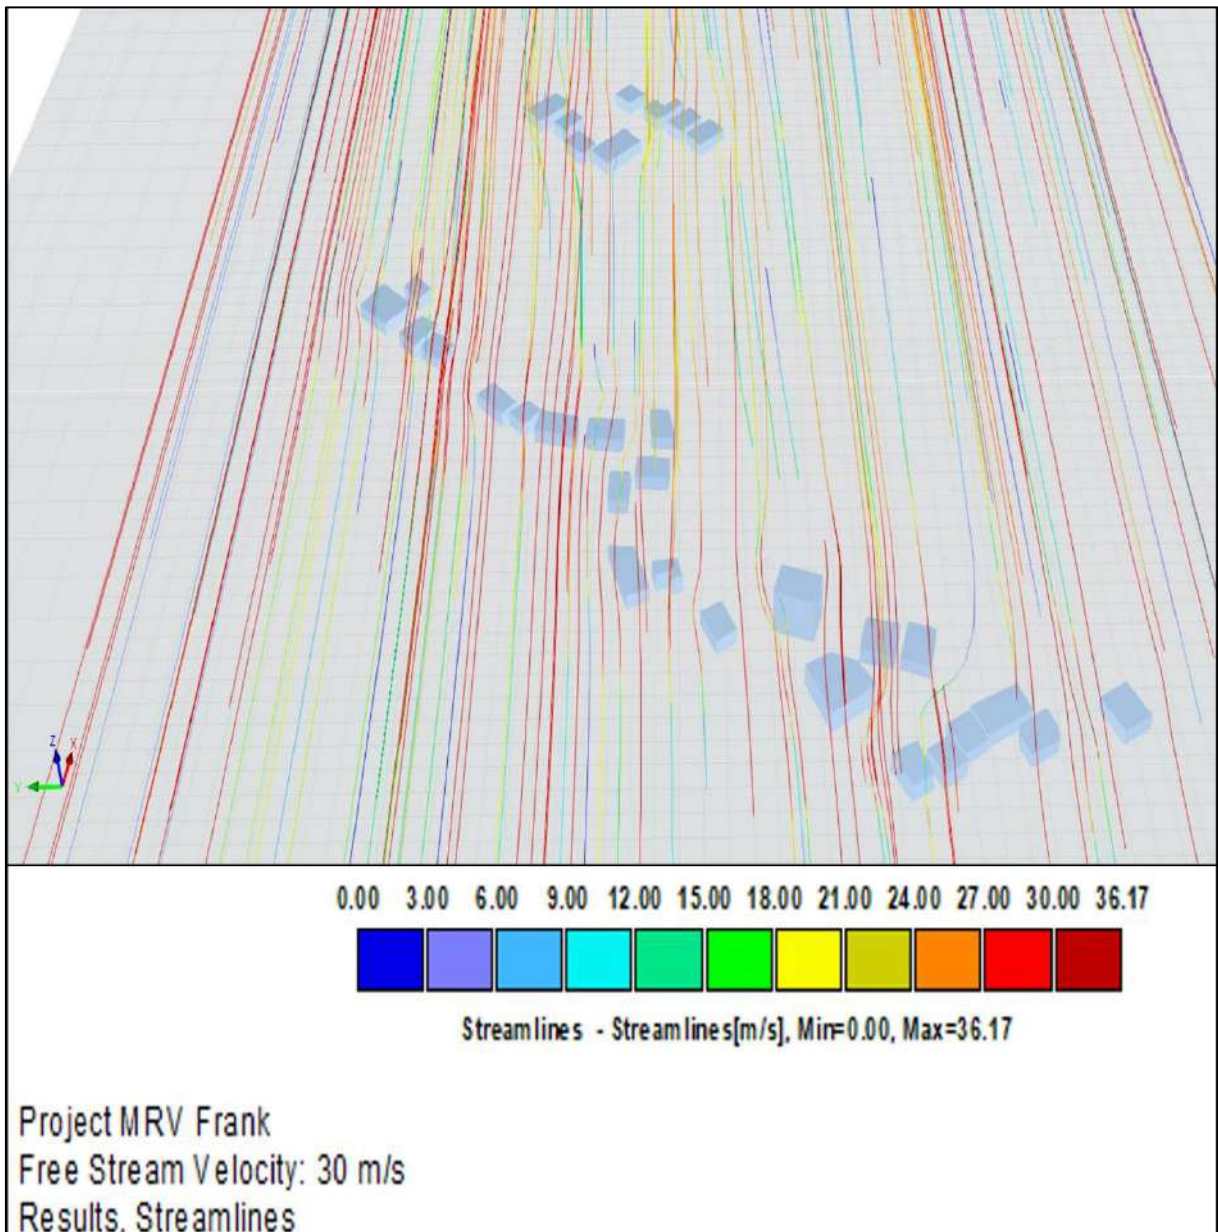 Z X
Y
0.00 3.00 6.00 9.00 12.00 15.00 18.00 21.00 24.00 27.00 30.00 36.17
Streamlines - Streamlines[m/s], Min=0.00, Max=36.17
Project MRV Frank
Free Stream Velocity: 30 m/s
Results, Streamlines